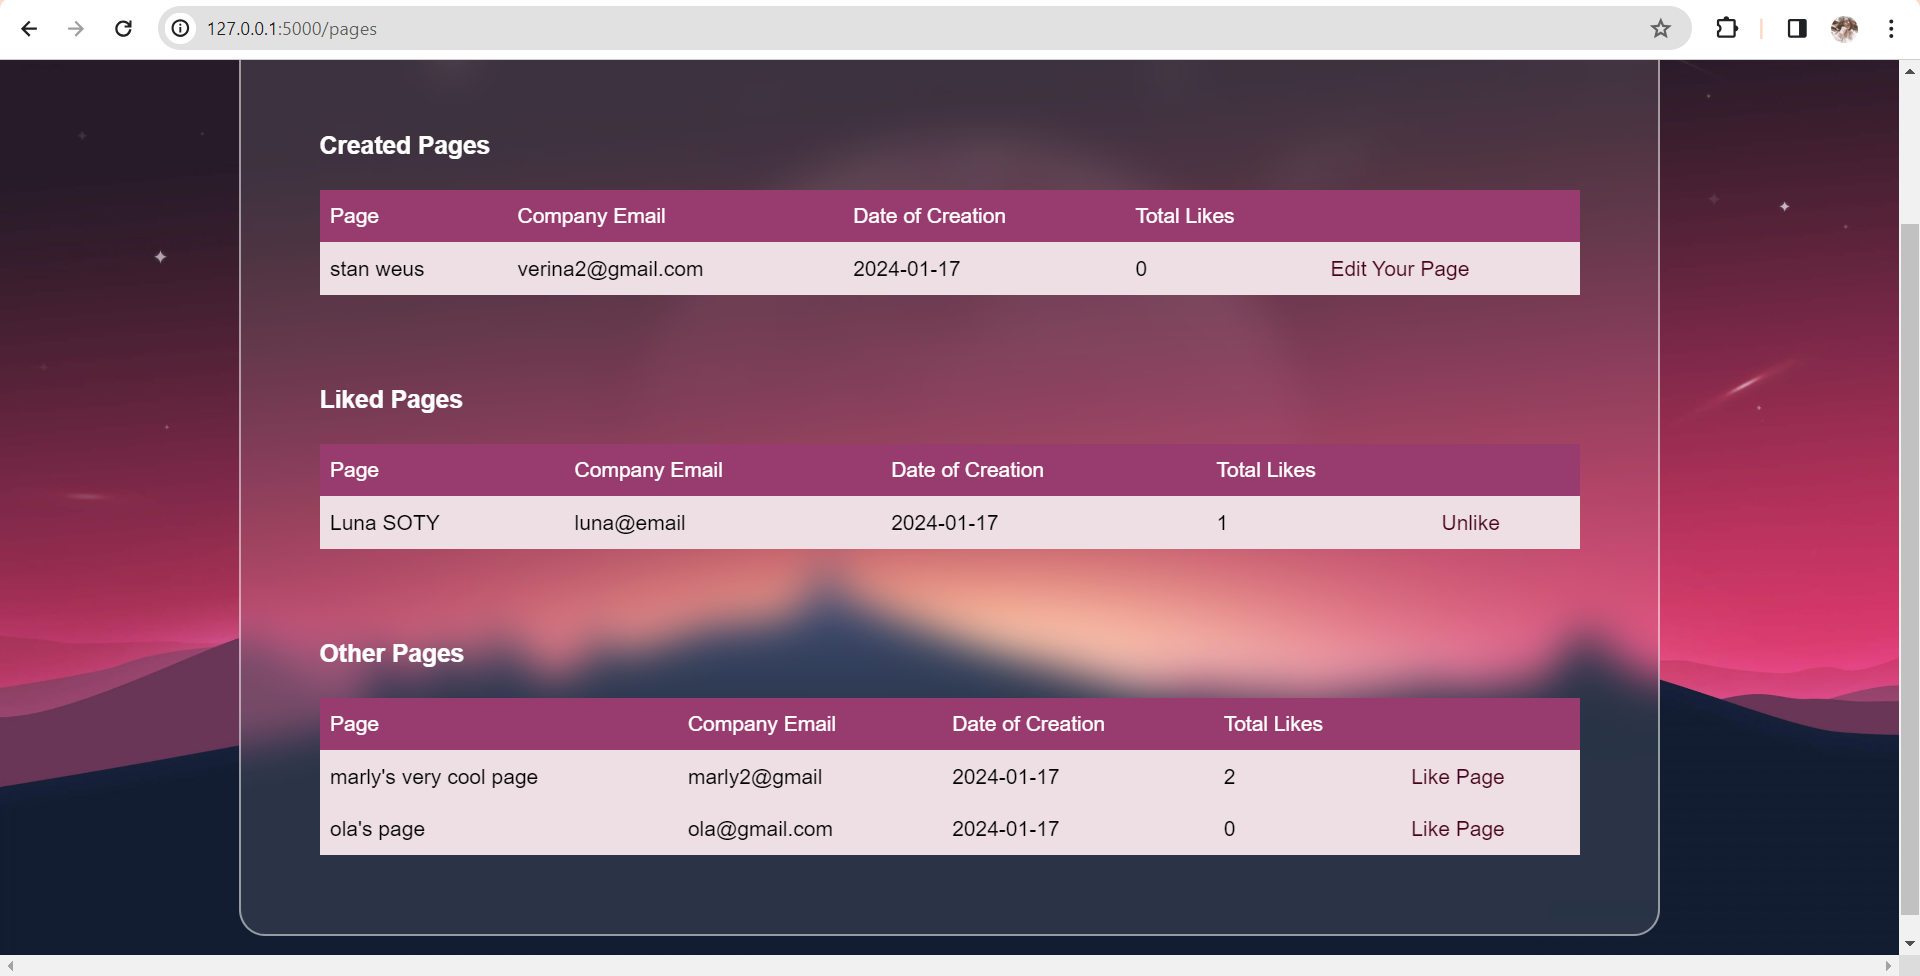 127.0.0.1:5000/pages
Created Pages
Page Company Email Date of Creation Total Likes
stan weus verina2@gmail.com 2024-01-17 0 Edit Your Page
Liked Pages
Page Company Email Date of Creation Total Likes
Luna SOTY luna@email 2024-01-17 1 Unlike
Other Pages
Page Company Email Date of Creation Total Likes
marly's very cool page marly2@gmail 2024-01-17 2 Like Page
ola's page ola@gmail.com 2024-01-17 0 Like Page